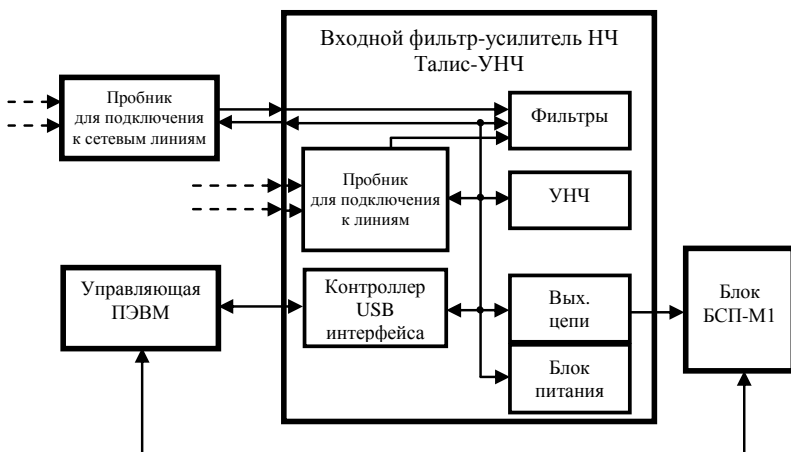 Входной фильтр-усилитель НЧ
Талис-УНЧ
Пробник
для подключения
к сетевым линиям
Фильтры
Пробник
для подключения
к линиям
УНЧ
Управляющая
ПЭВМ
Контроллер
USB
интерфейса
Вых.
цепи
Блок
БСП-М1
Блок
питания